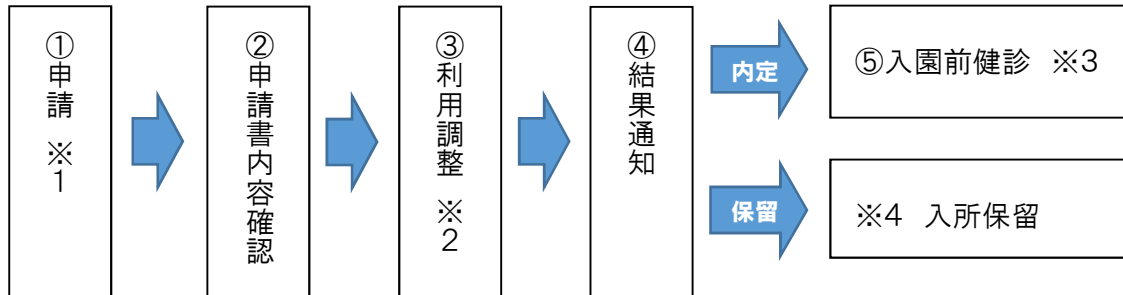 ①申請 ※1
②申請書内容確認
③利用調整 ※2
④結果通知
内定
⑤入園前健診 ※3
保留
※4 入所保留